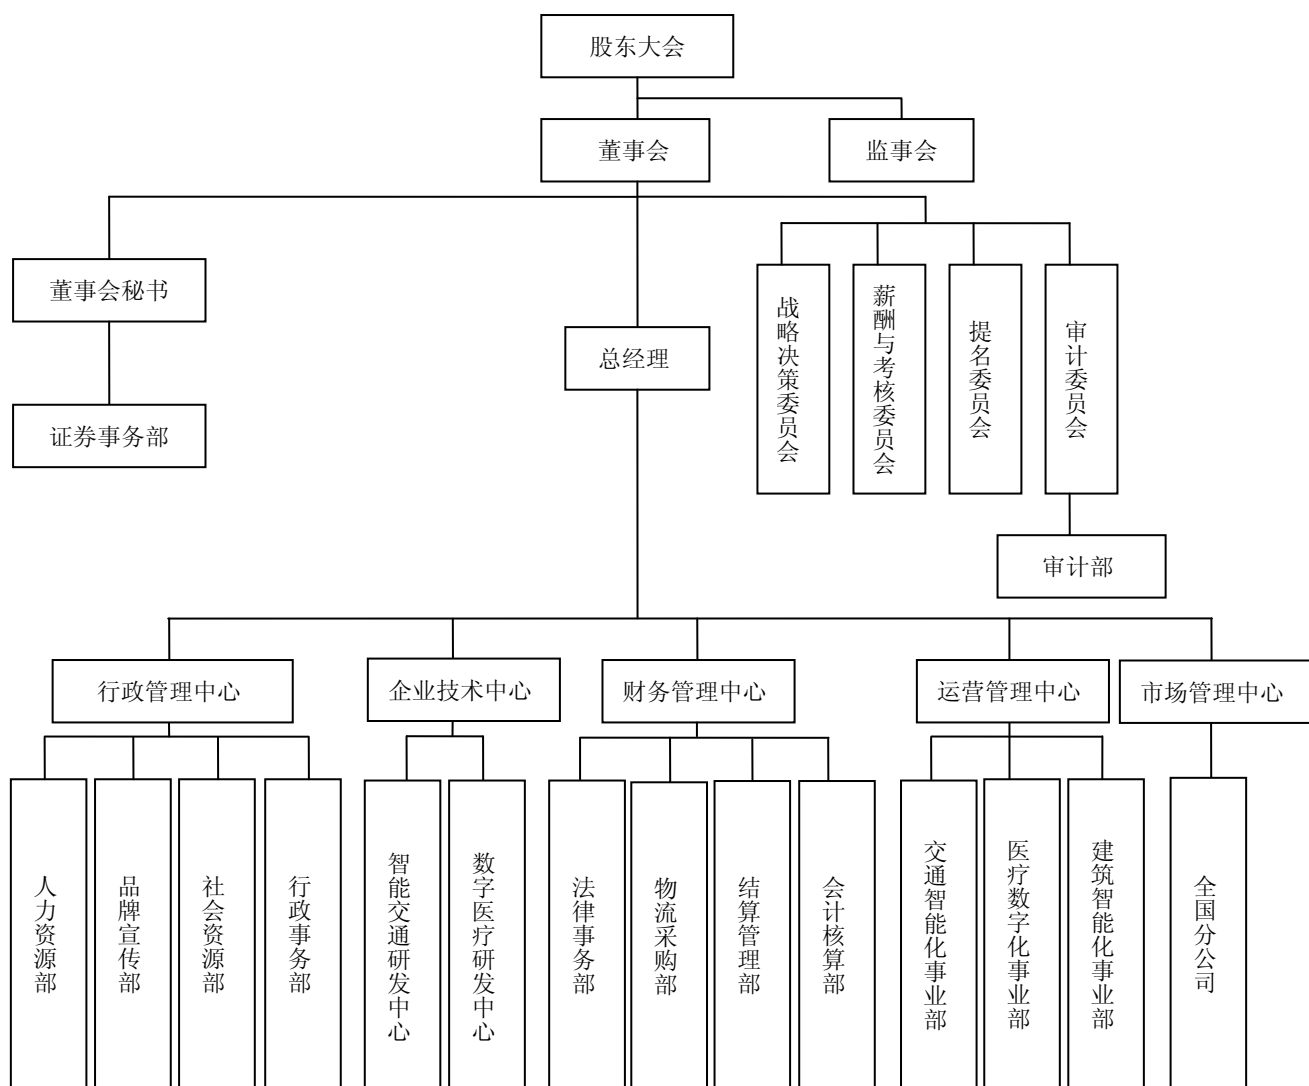 股东大会
董事会
监事会
董事会秘书
总经理
战略决策委员会
薪酬与考核委员会
提名委员会
审计委员会
证券事务部
审计部
行政管理中心
企业技术中心
财务管理中心
运营管理中心
市场管理中心
人力资源部
品牌宣传部
社会资源部
行政事务部
智能交通研发中心
数字医疗研发中心
法律事务部
物流采购部
结算管理部
会计核算部
交通智能化事业部
医疗数字化事业部
建筑智能化事业部
全国分公司